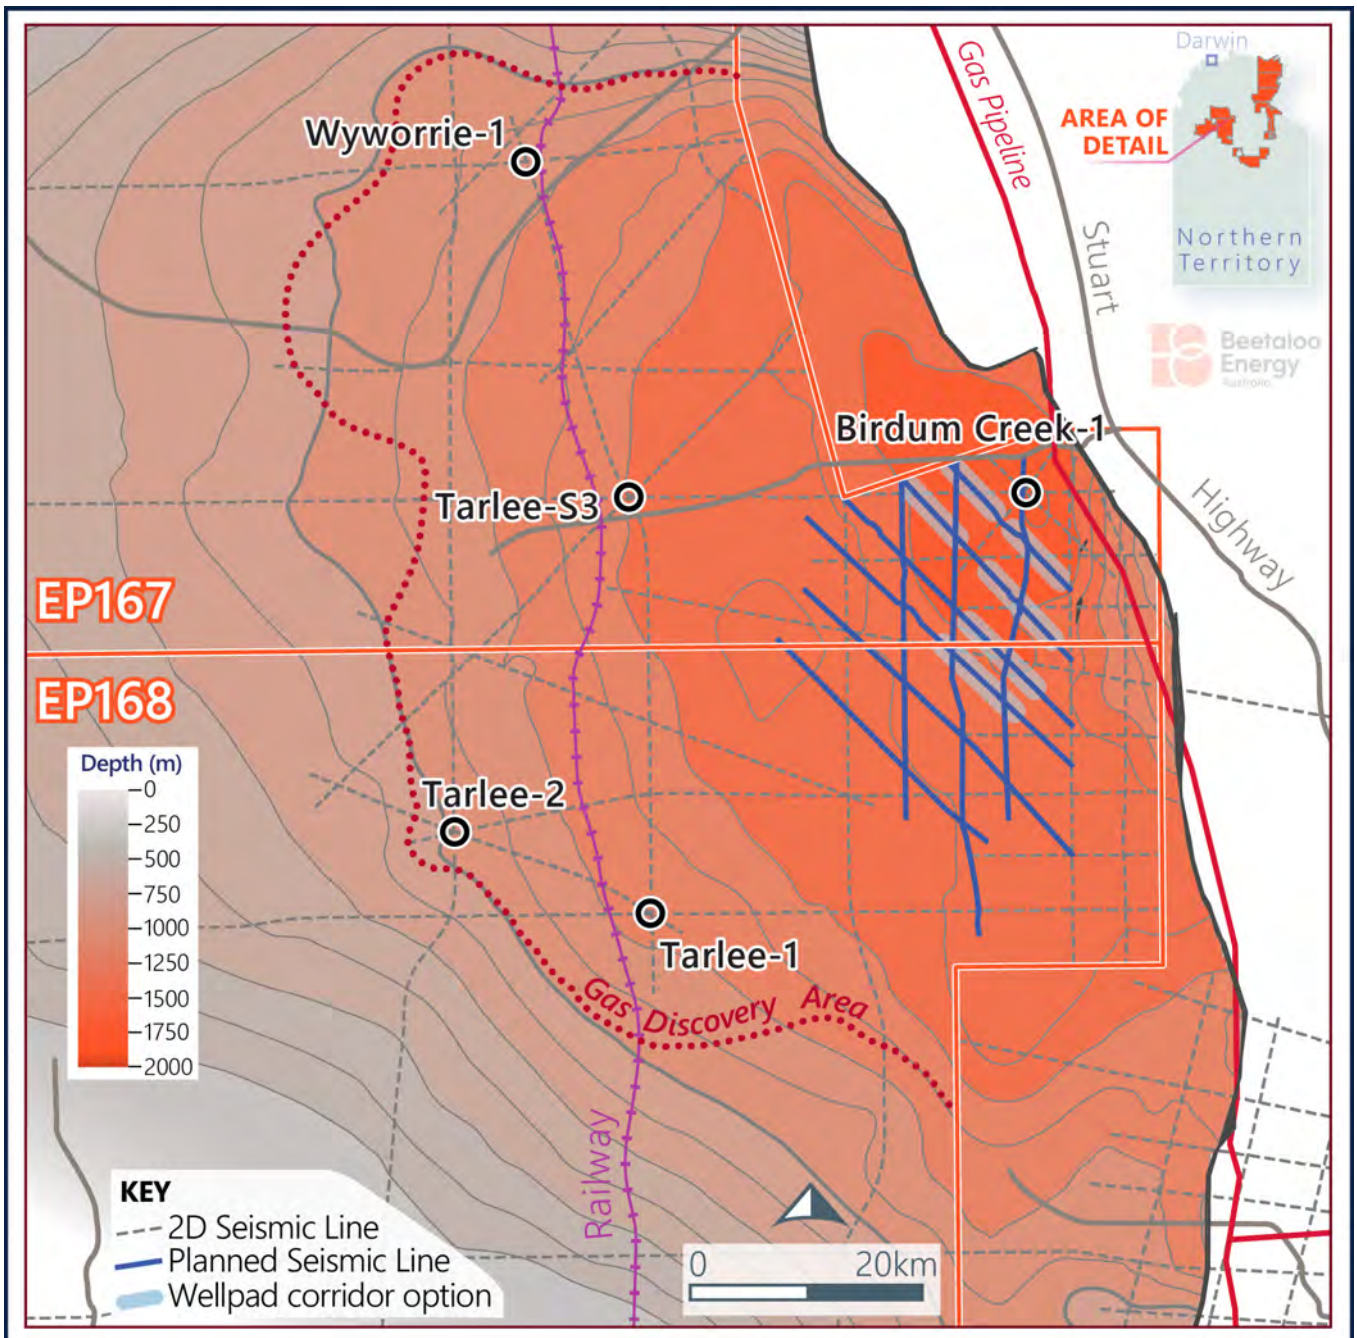 Darwin
Gas Pipeline
AREA OF
DETAIL
Wyworrie-1
Stuart
Northern
Territory
Beetaloo
Energy
Australia
Birdum Creek-1
Tarlee-S3
Highway
EP167
EP168
Depth (m)
0
250
500
750
1000
1250
1500
1750
2000
Tarlee-2
Tarlee-1
Gas Discovery Area
Railway
KEY
2D Seismic Line
Planned Seismic Line
Wellpad corridor option
0 20km